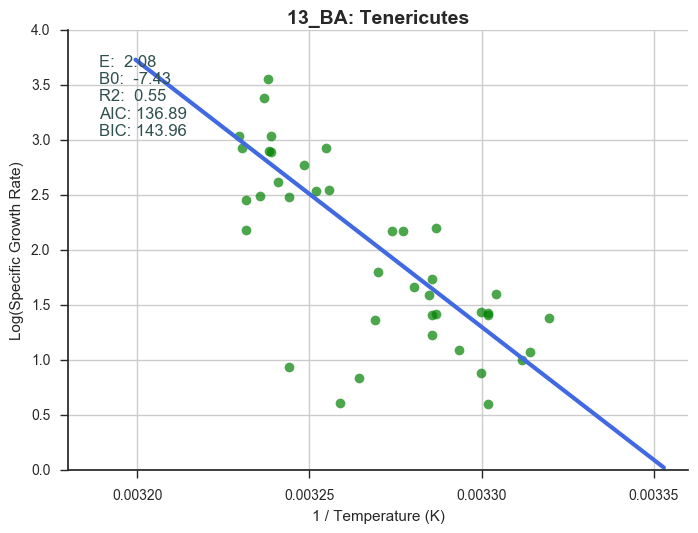 13_BA: Tenericutes
4.0
3.5
3.0
2.5
2.0
1.5
1.0
0.5
0.0
E: 2.08
B0: -7.43
R2: 0.55
AIC: 136.89
BIC: 143.96
Log(Specific Growth Rate)
0.00320
0.00325
0.00330
0.00335
1 / Temperature (K)